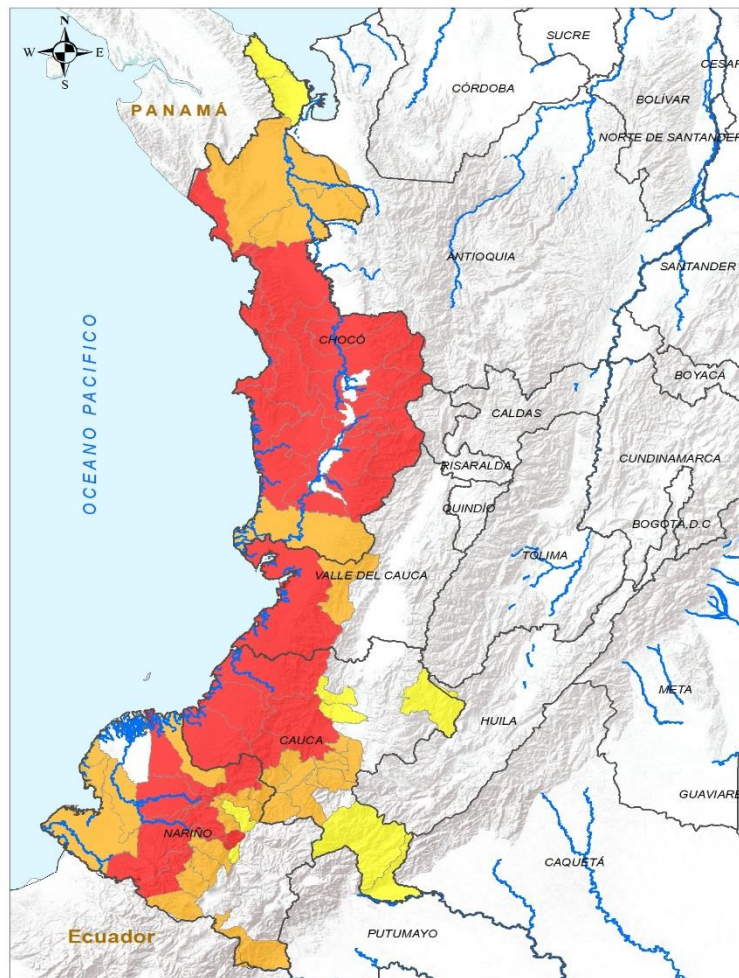 N
W E
S
PANAMÁ
SUCRE
CESAR
CÓRDOBA
BOLÍVAR
NORTE DE SANTANDER
ANTIOQUIA
SANTANDER
OCEANO PACIFICO
CHOCÓ
BOYACÁ
CALDAS
RISARALDA
CUNDINAMARCA
QUINDÍO
BOGOTA,D.C
TOLIMA
VALLE DEL CAUCA
META
HUILA
CAUCA
GUAVIARE
NARIÑO
CAQUETÁ
Ecuador
PUTUMAYO